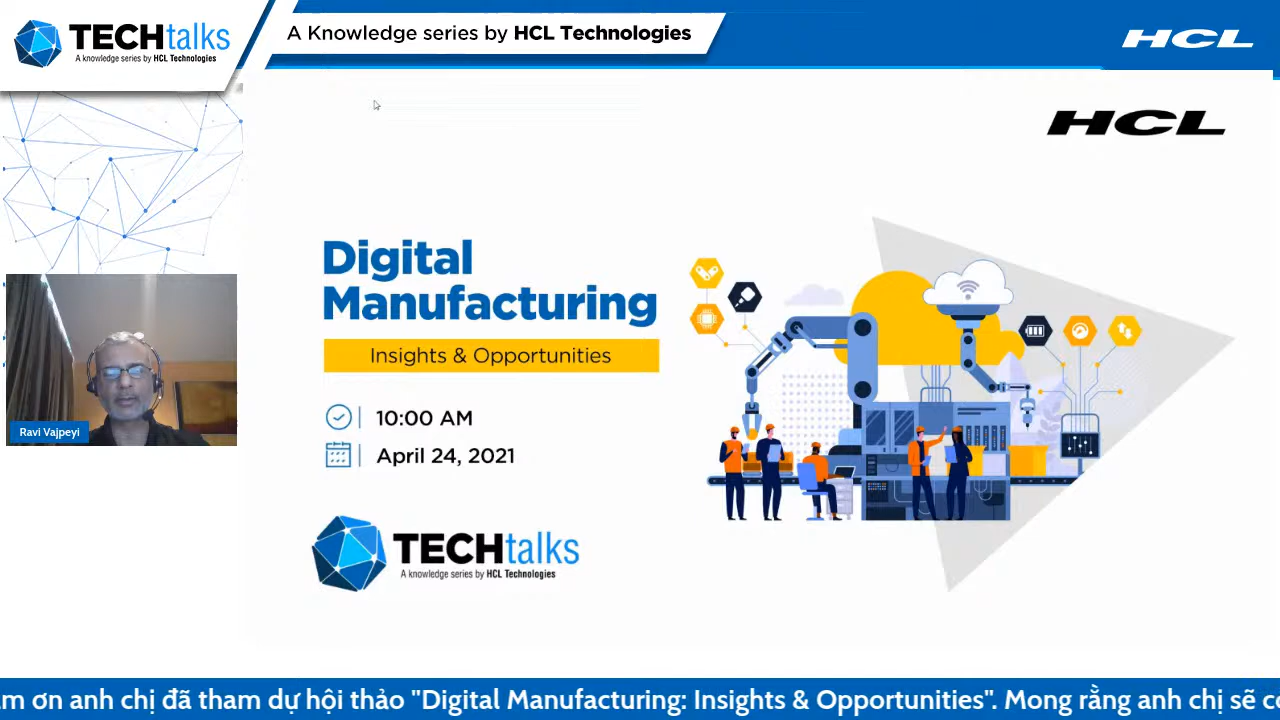 TECHtalks
A knowledge series by HCL Technologies
A Knowledge series by HCL Technologies
HCL
HCL
Digital
Manufacturing
Insights & Opportunities
10:00 AM
April 24, 2021
Ravi Vajpeyi
TECHtalks
A knowledge series by HCL Technologies
ơn anh chị đã tham dự hội thảo "Digital Manufacturing: Insights & Opportunities". Mong rằng anh chị sẽ